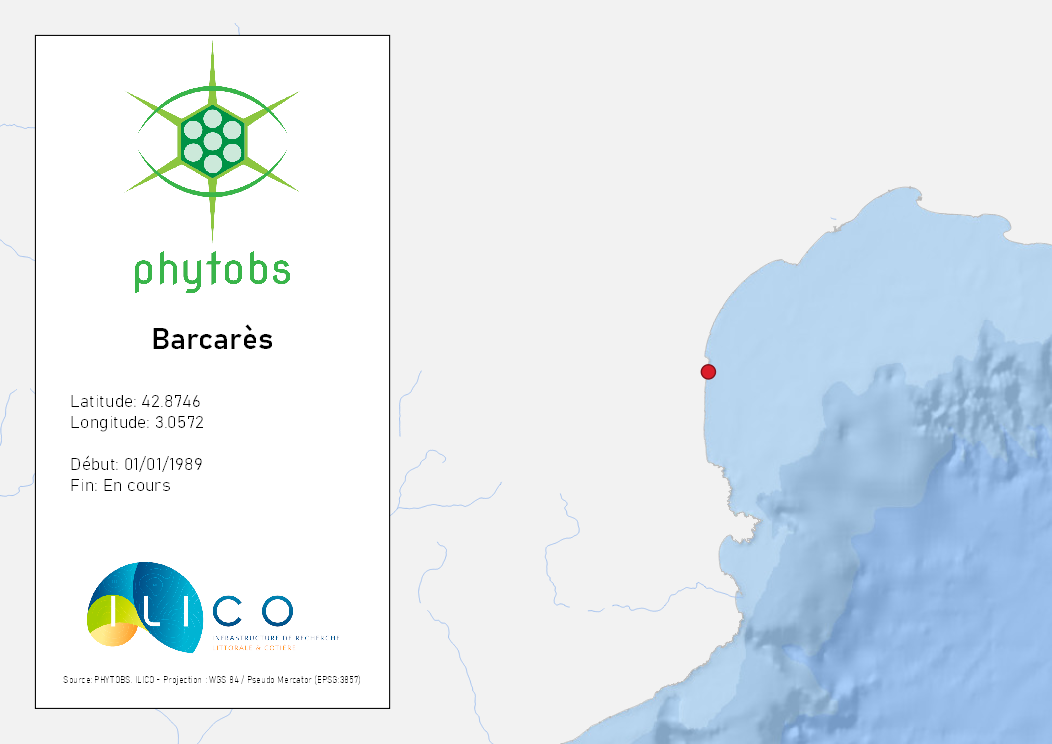 phytobs
Barcarès
Latitude: 42.8746
Longitude: 3.0572
Début: 01/01/1989
Fin: En cours
ILICO
INFRASTRUCTURE DE RECHERCHE
LITTORALE & COTIERE
Source: PHYTOBS, ILICO - Projection : WGS 84 / Pseudo Mercator (EPSG:3857)